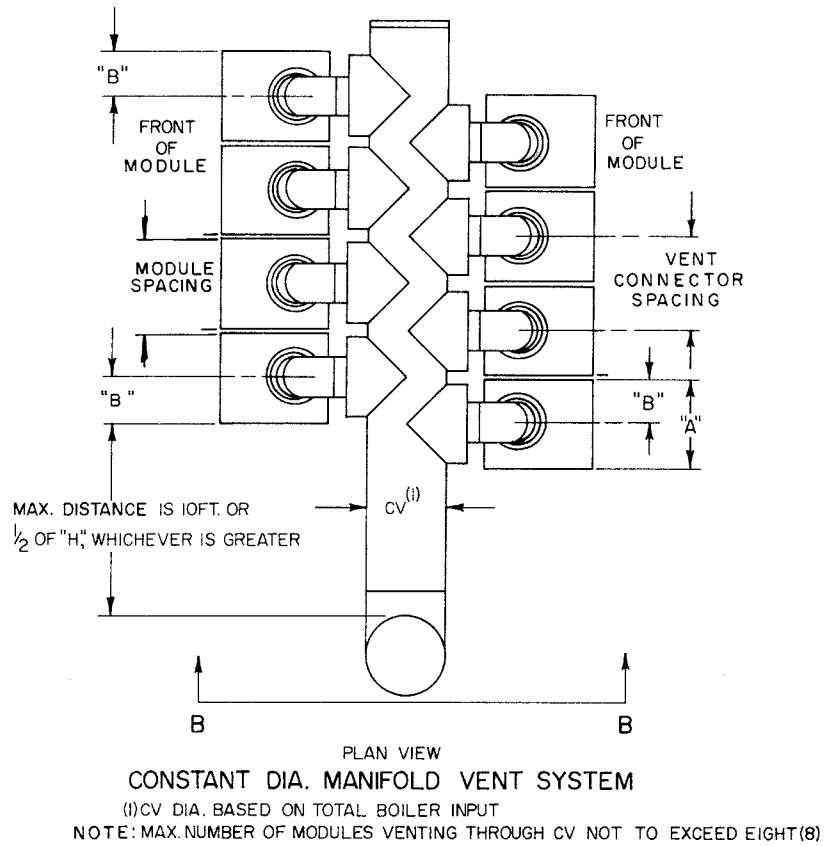 "B"
FRONT
OF
MODULE
MODULE
SPACING
"B"
FRONT
OF
MODULE
VENT
CONNECTOR
SPACING
"B"
"A"
MAX. DISTANCE IS 10FT. OR
1/2 OF "H", WHICHEVER IS GREATER
CV(1)
B
B
PLAN VIEW
CONSTANT DIA. MANIFOLD VENT SYSTEM
(1) CV DIA. BASED ON TOTAL BOILER INPUT
NOTE: MAX. NUMBER OF MODULES VENTING THROUGH CV NOT TO EXCEED EIGHT(8)